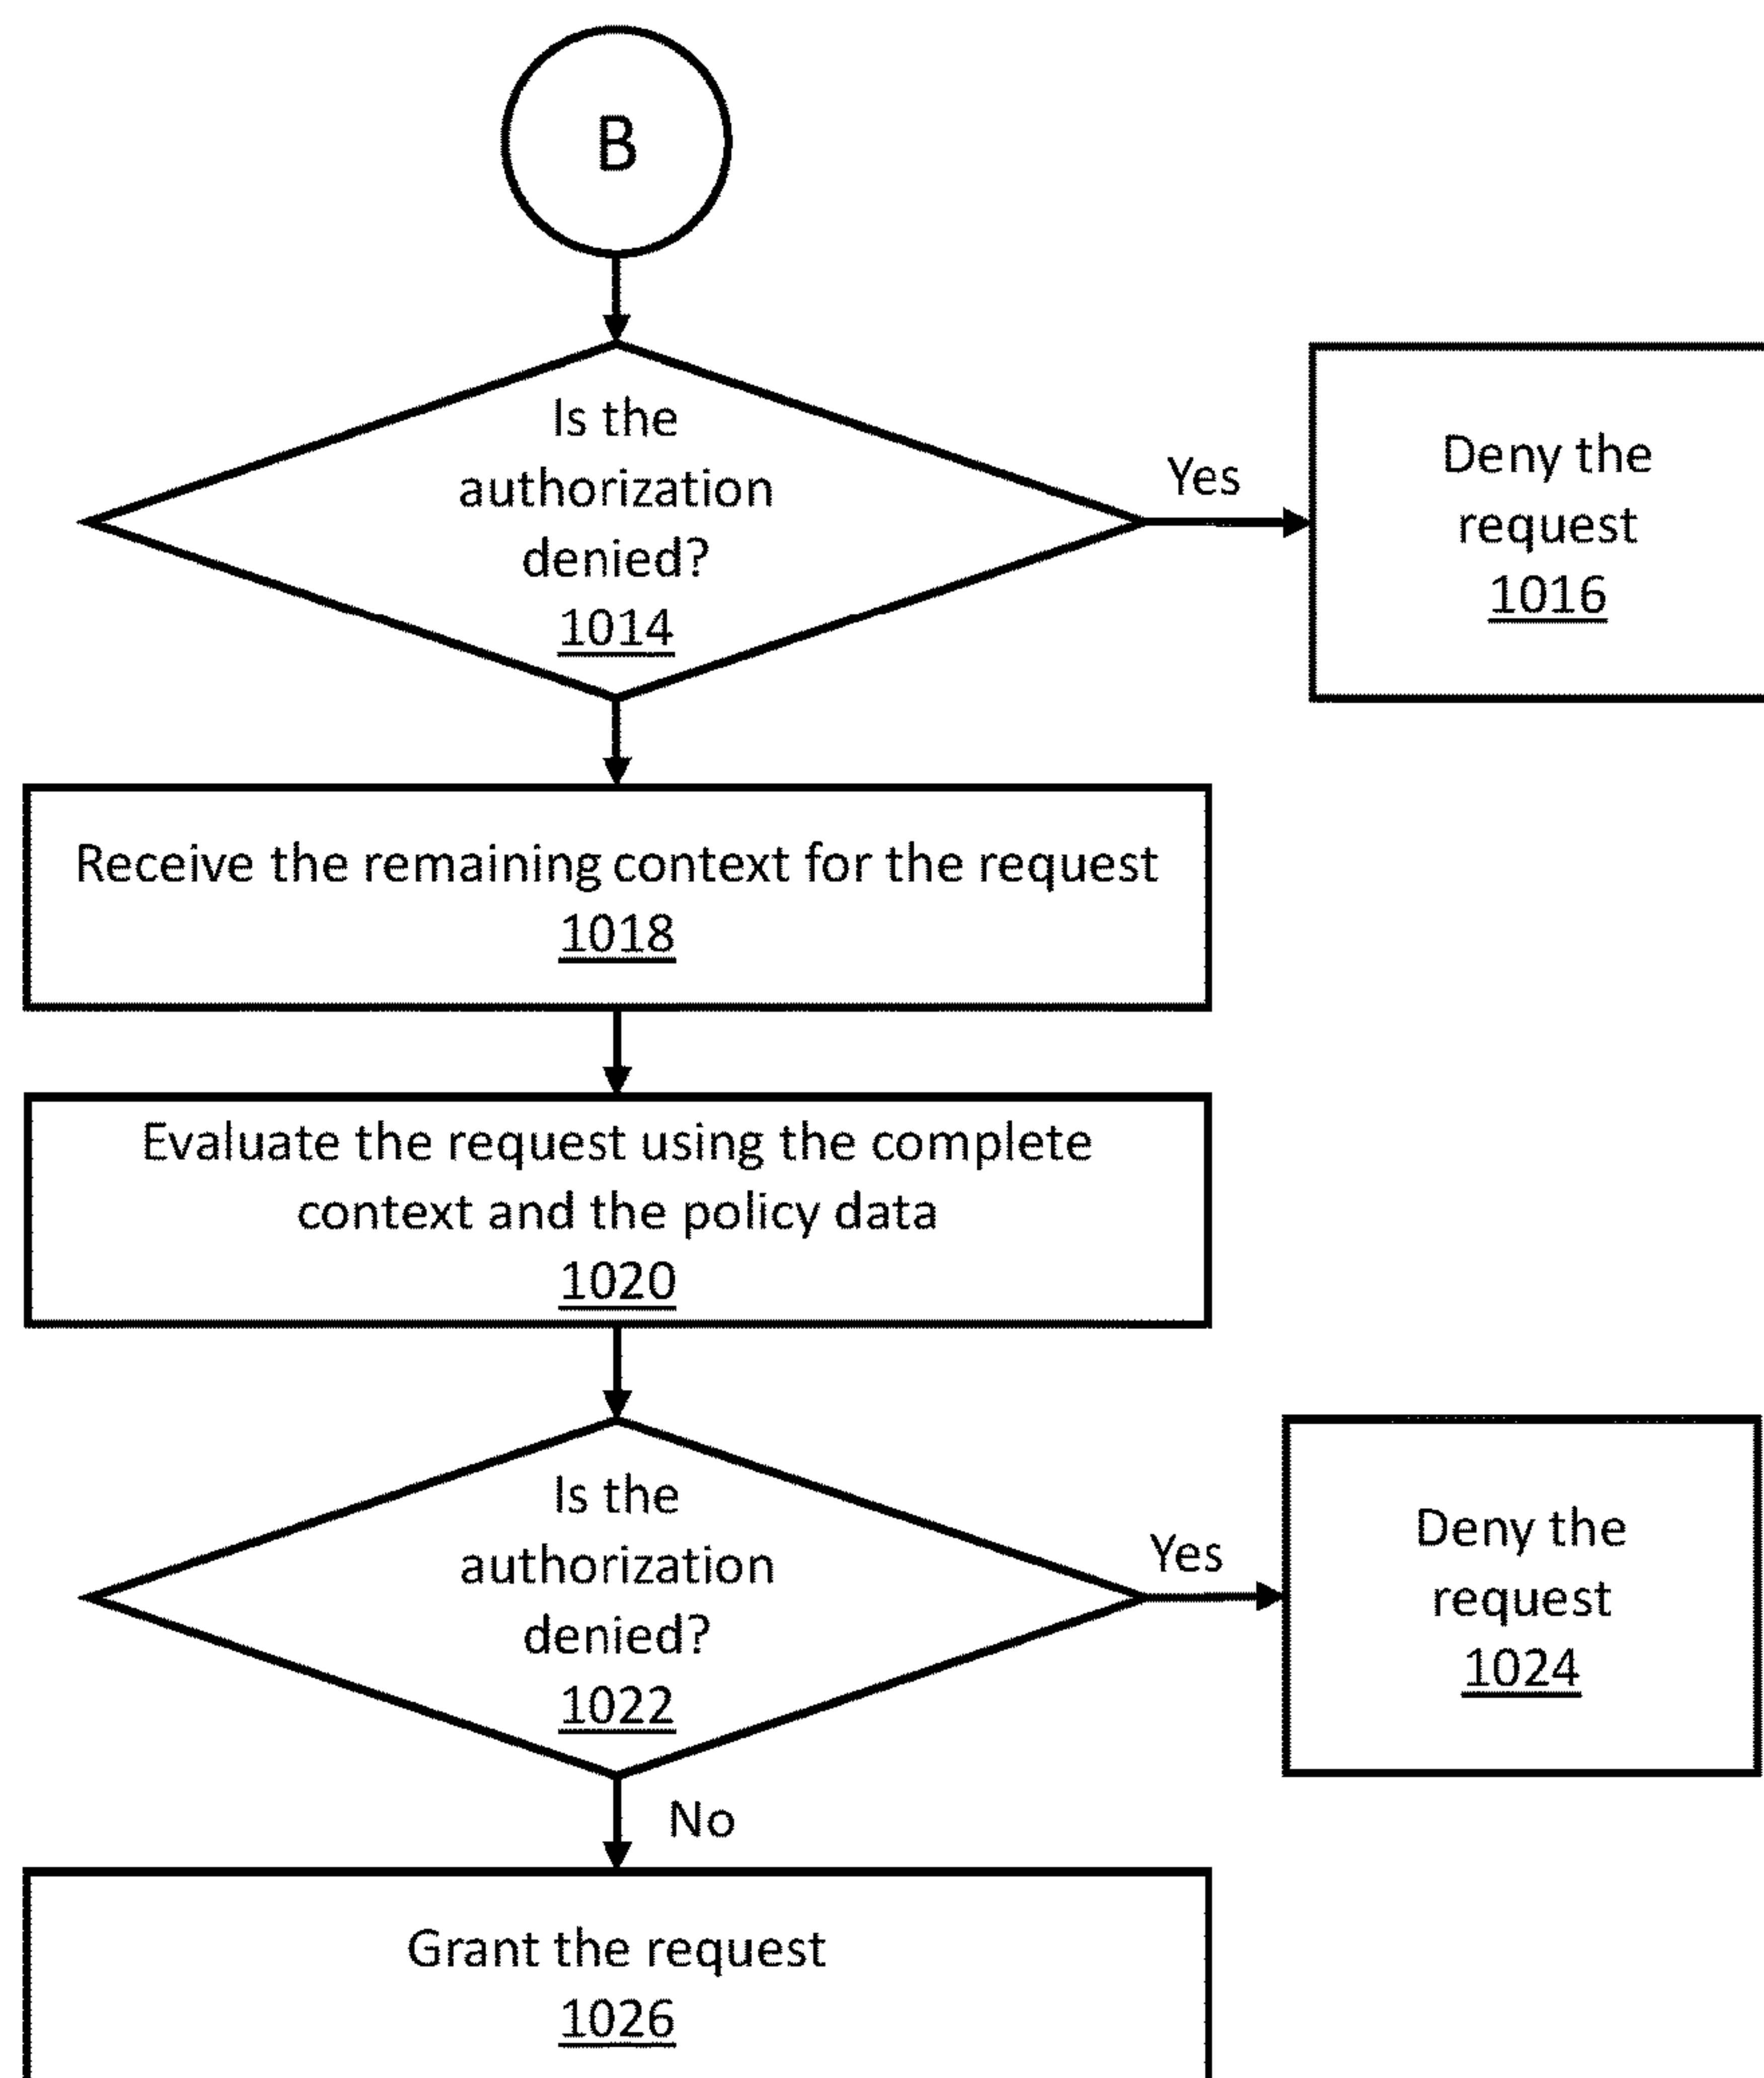 B
Is the
authorization
denied?
1014
Yes
Deny the
request
1016
Receive the remaining context for the request
1018
Evaluate the request using the complete
context and the policy data
1020
Is the
authorization
denied?
1022
Yes
Deny the
request
1024
No
Grant the request
1026